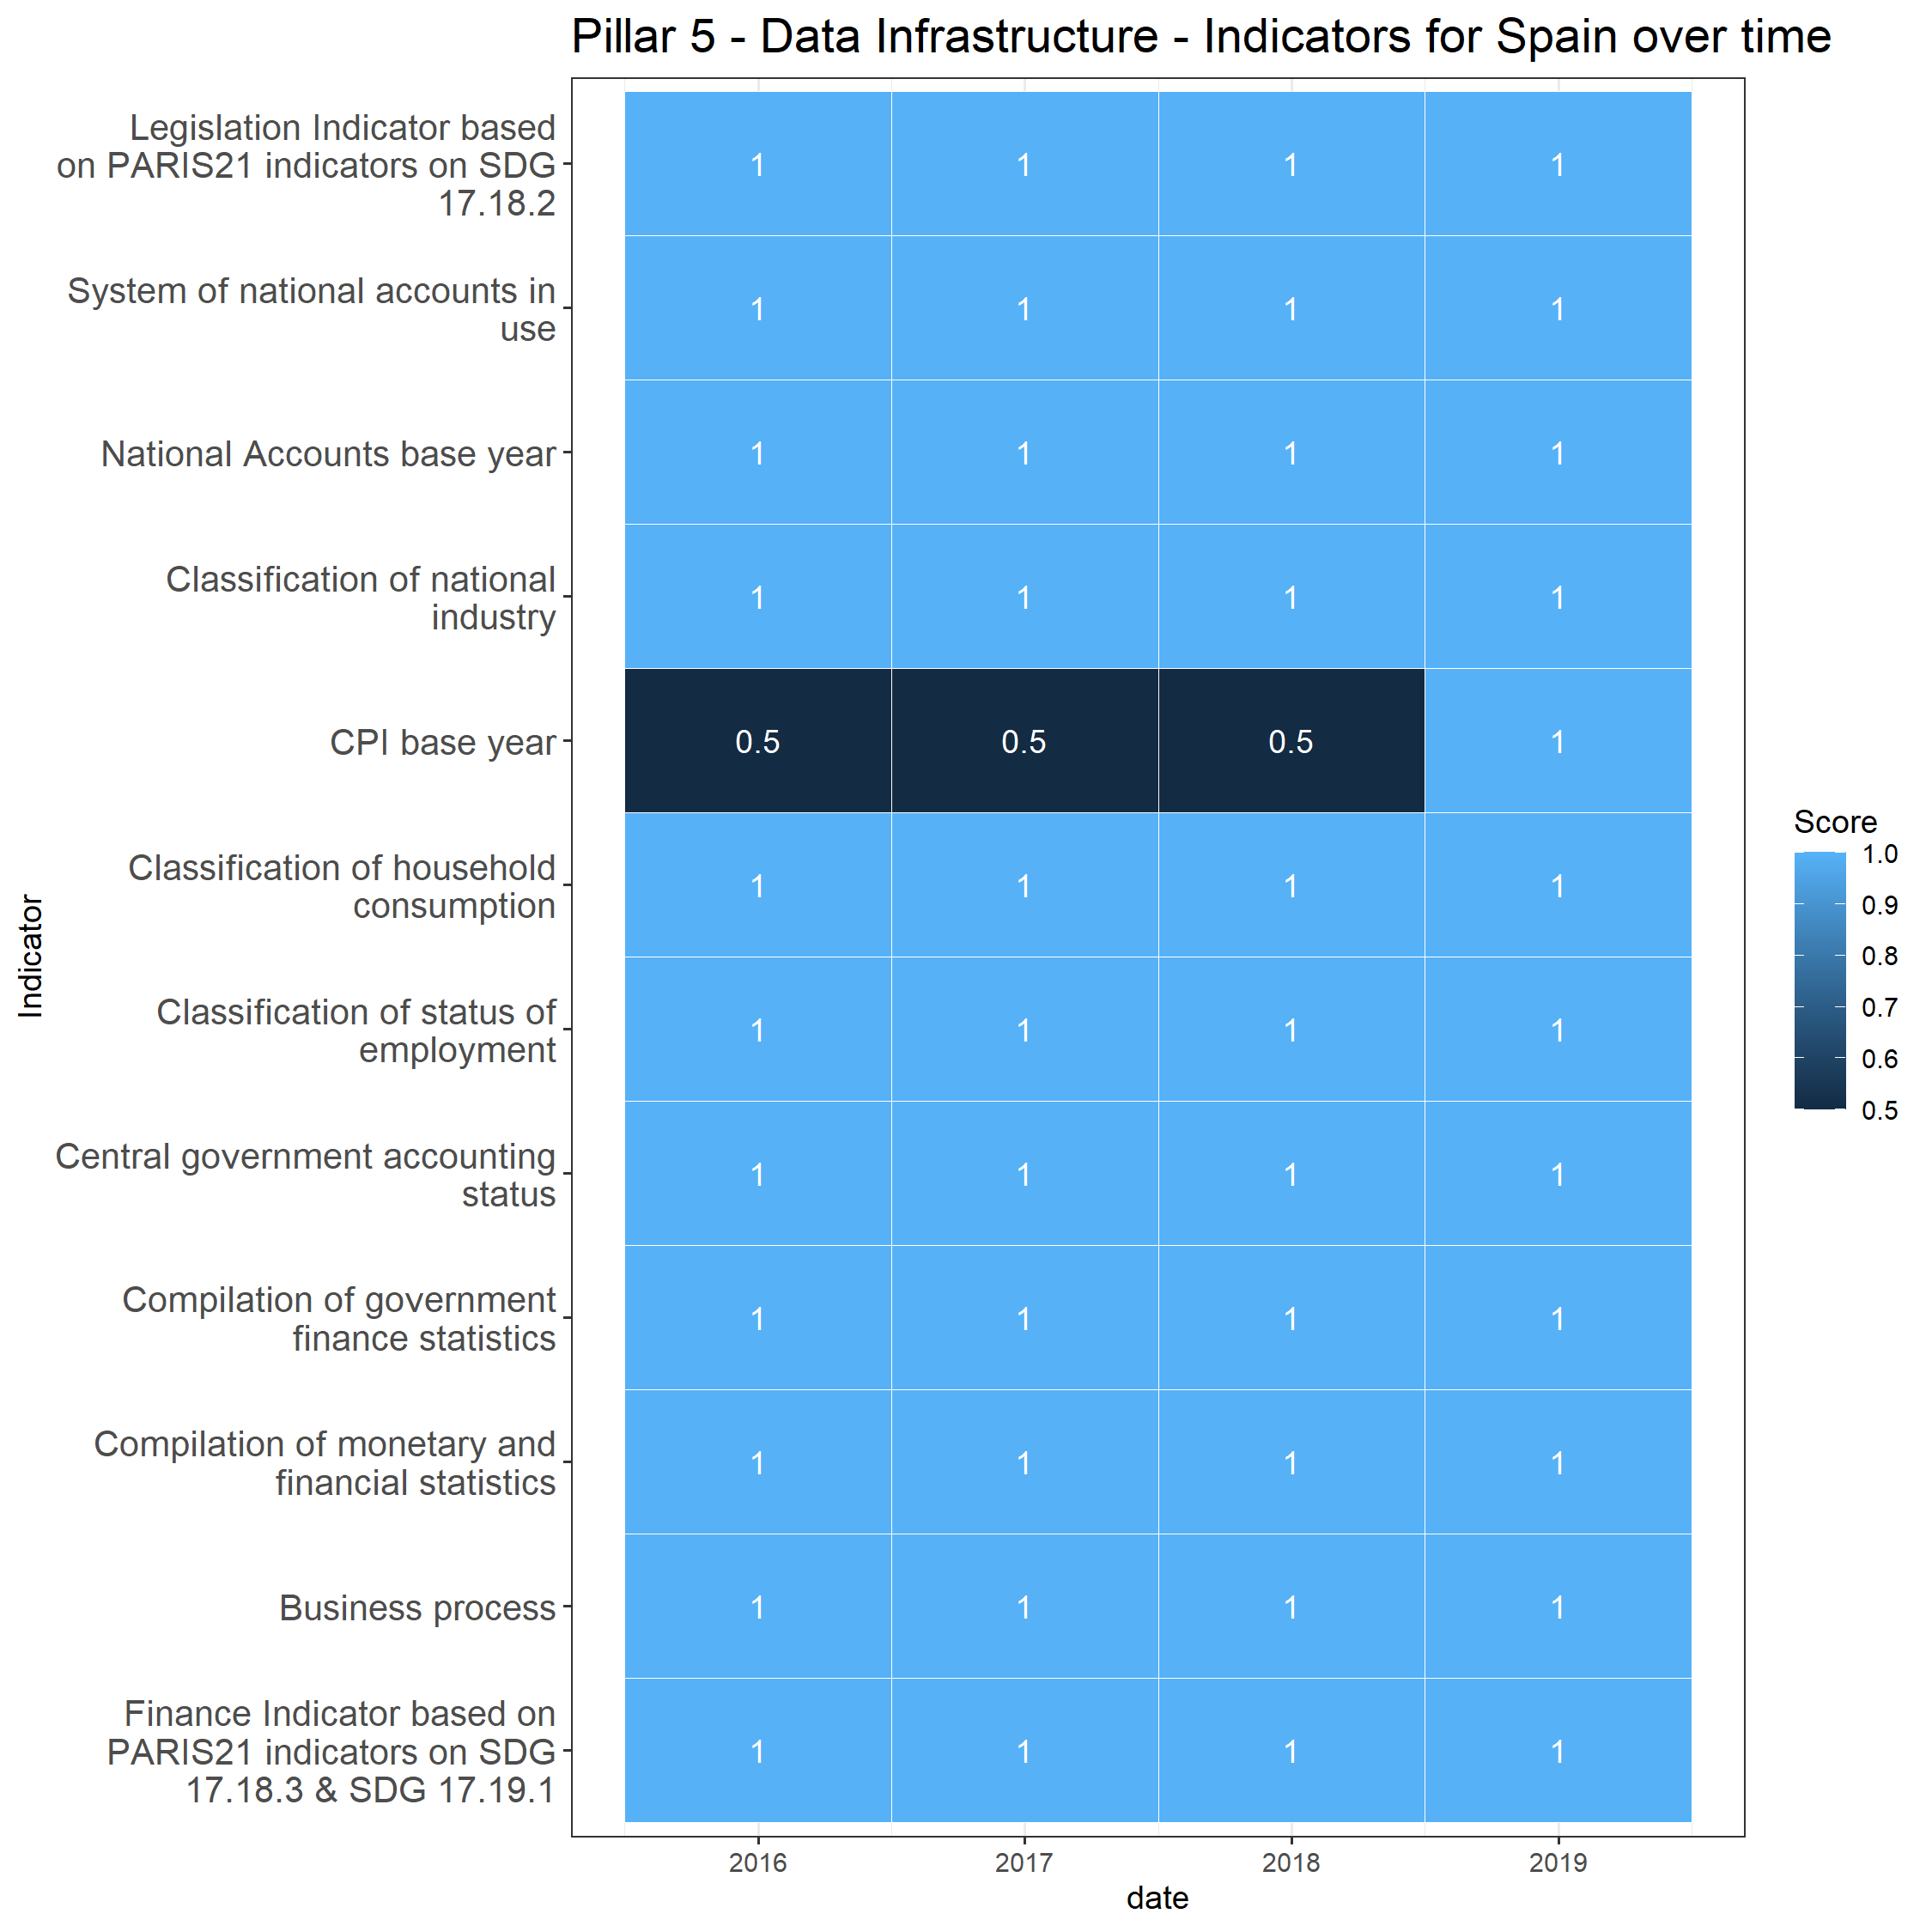 Pillar 5 - Data Infrastructure - Indicators for Spain over time
Indicator
Legislation Indicator based
on PARIS21 indicators on SDG
17.18.2
1 1 1 1
System of national accounts in
use
1 1 1 1
National Accounts base year
1 1 1 1
Classification of national
industry
1 1 1 1
CPI base year
0.5 0.5 0.5 1
Classification of household
consumption
1 1 1 1
Classification of status of
employment
1 1 1 1
Central government accounting
status
1 1 1 1
Compilation of government
finance statistics
1 1 1 1
Compilation of monetary and
financial statistics
1 1 1 1
Business process
1 1 1 1
Finance Indicator based on
PARIS21 indicators on SDG
17.18.3 & SDG 17.19.1
1 1 1 1
2016 2017 2018 2019
date
Score
1.0
0.9
0.8
0.7
0.6
0.5